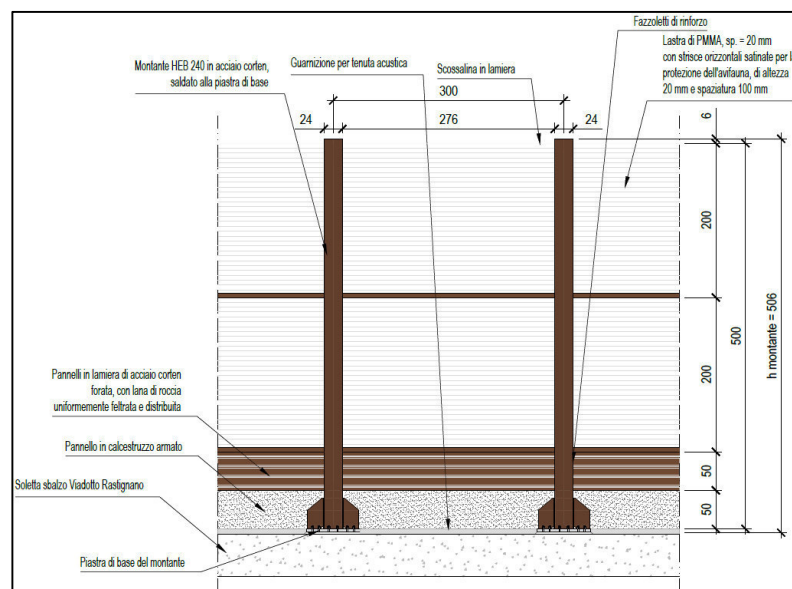 Fazzoletti di rinforzo
Montante HEB 240 in acciaio corten,
saldato alla piastra di base
Guarnizione per tenuta acustica
Scossalina in lamiera
Lastra di PMMA, sp. = 20 mm
con strisce orizzontali satinate per la
protezione dell'avifauna, di altezza
20 mm e spaziatura 100 mm
300
24
276
24
6
200
200
50
50
500
h montante = 506
Pannelli in lamiera di acciaio corten
forata, con lana di roccia
uniformemente feltrata e distribuita
Pannello in calcestruzzo armato
Soletta sbalzo Viadotto Rastignano
Piastra di base del montante